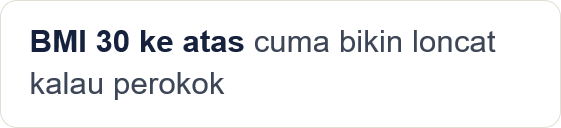 BMI 30 ke atas cuma bikin loncat
kalau perokok